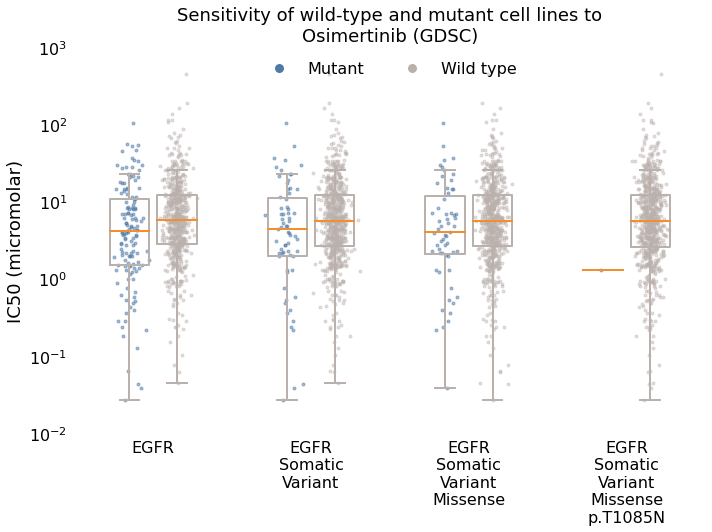 Sensitivity of wild-type and mutant cell lines to
Osimertinib (GDSC)
Mutant
Wild type
IC50 (micromolar)
10³
10²
10¹
10⁰
10⁻¹
10⁻²
EGFR
EGFR
Somatic
Variant
EGFR
Somatic
Variant
Missense
EGFR
Somatic
Variant
Missense
p.T1085N